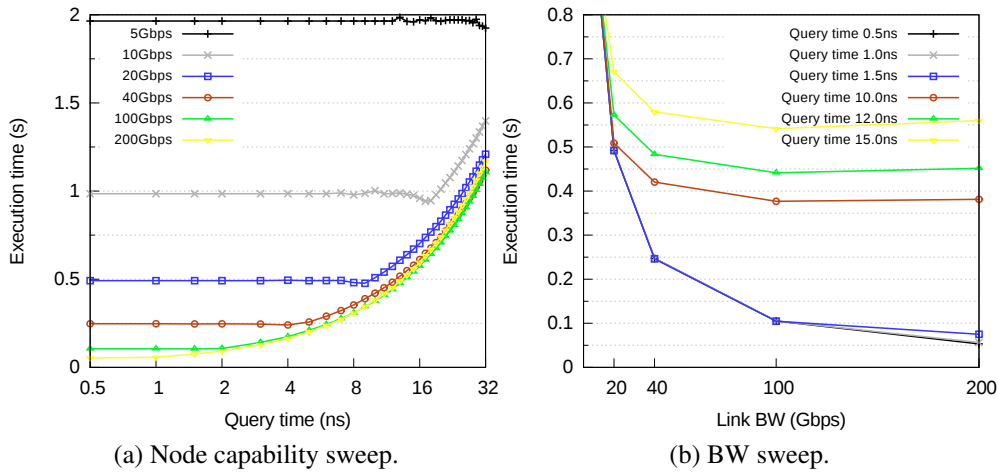 2
1.5
1
0.5
0
Execution time (s)
5Gbps
10Gbps
20Gbps
40Gbps
100Gbps
200Gbps
0.5 1 2 4 8 16 32
Query time (ns)
(a) Node capability sweep.
0.8
0.7
0.6
0.5
0.4
0.3
0.2
0.1
0
Execution time (s)
Query time 0.5ns
Query time 1.0ns
Query time 1.5ns
Query time 10.0ns
Query time 12.0ns
Query time 15.0ns
20 40 100 200
Link BW (Gbps)
(b) BW sweep.